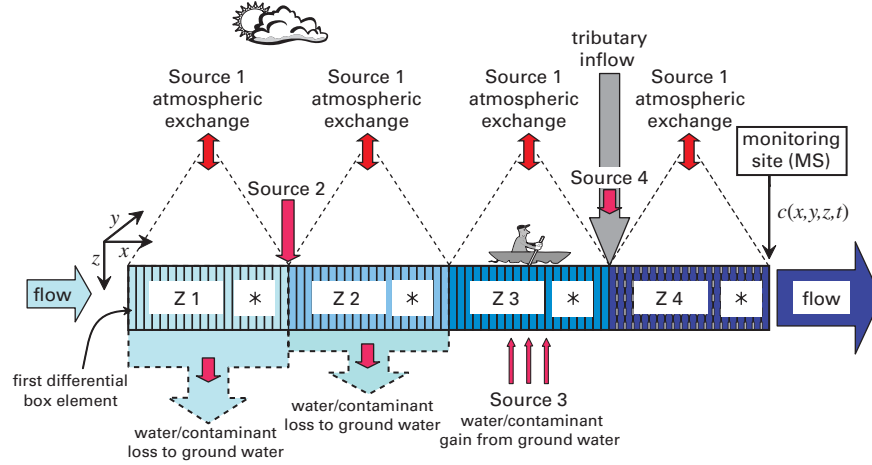 tributary
inflow
Source 1
atmospheric
exchange
Source 1
atmospheric
exchange
Source 1
atmospheric
exchange
Source 1
atmospheric
exchange
monitoring
site (MS)
Source 2
Source 4
c(x,y,z,t)
y
x
z
flow
Z 1
*
Z 2
*
Z 3
*
Z 4
*
flow
first differential
box element
water/contaminant
loss to ground water
water/contaminant
loss to ground water
Source 3
water/contaminant
gain from ground water